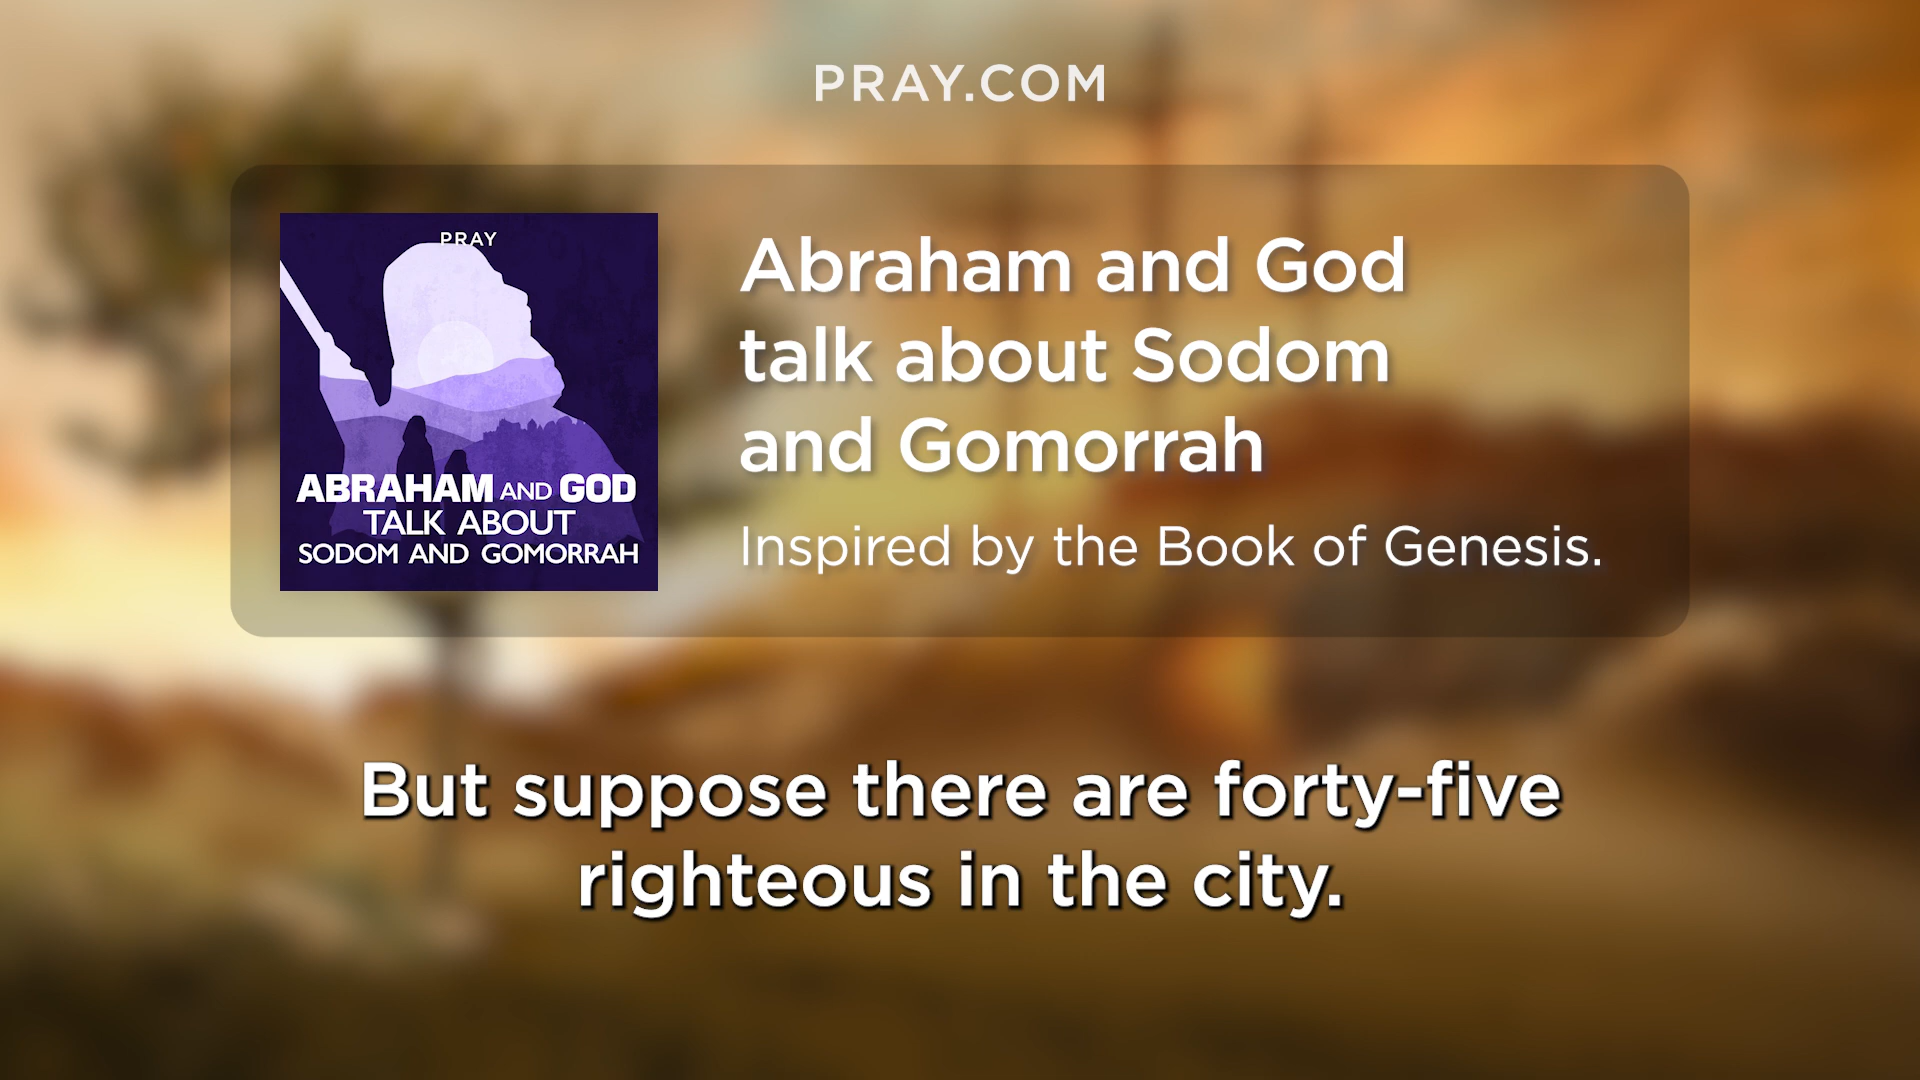 PRAY.COM
PRAY
ABRAHAM AND GOD
TALK ABOUT
SODOM AND GOMORRAH
Abraham and God
talk about Sodom
and Gomorrah
Inspired by the Book of Genesis.
But suppose there are forty-five
righteous in the city.